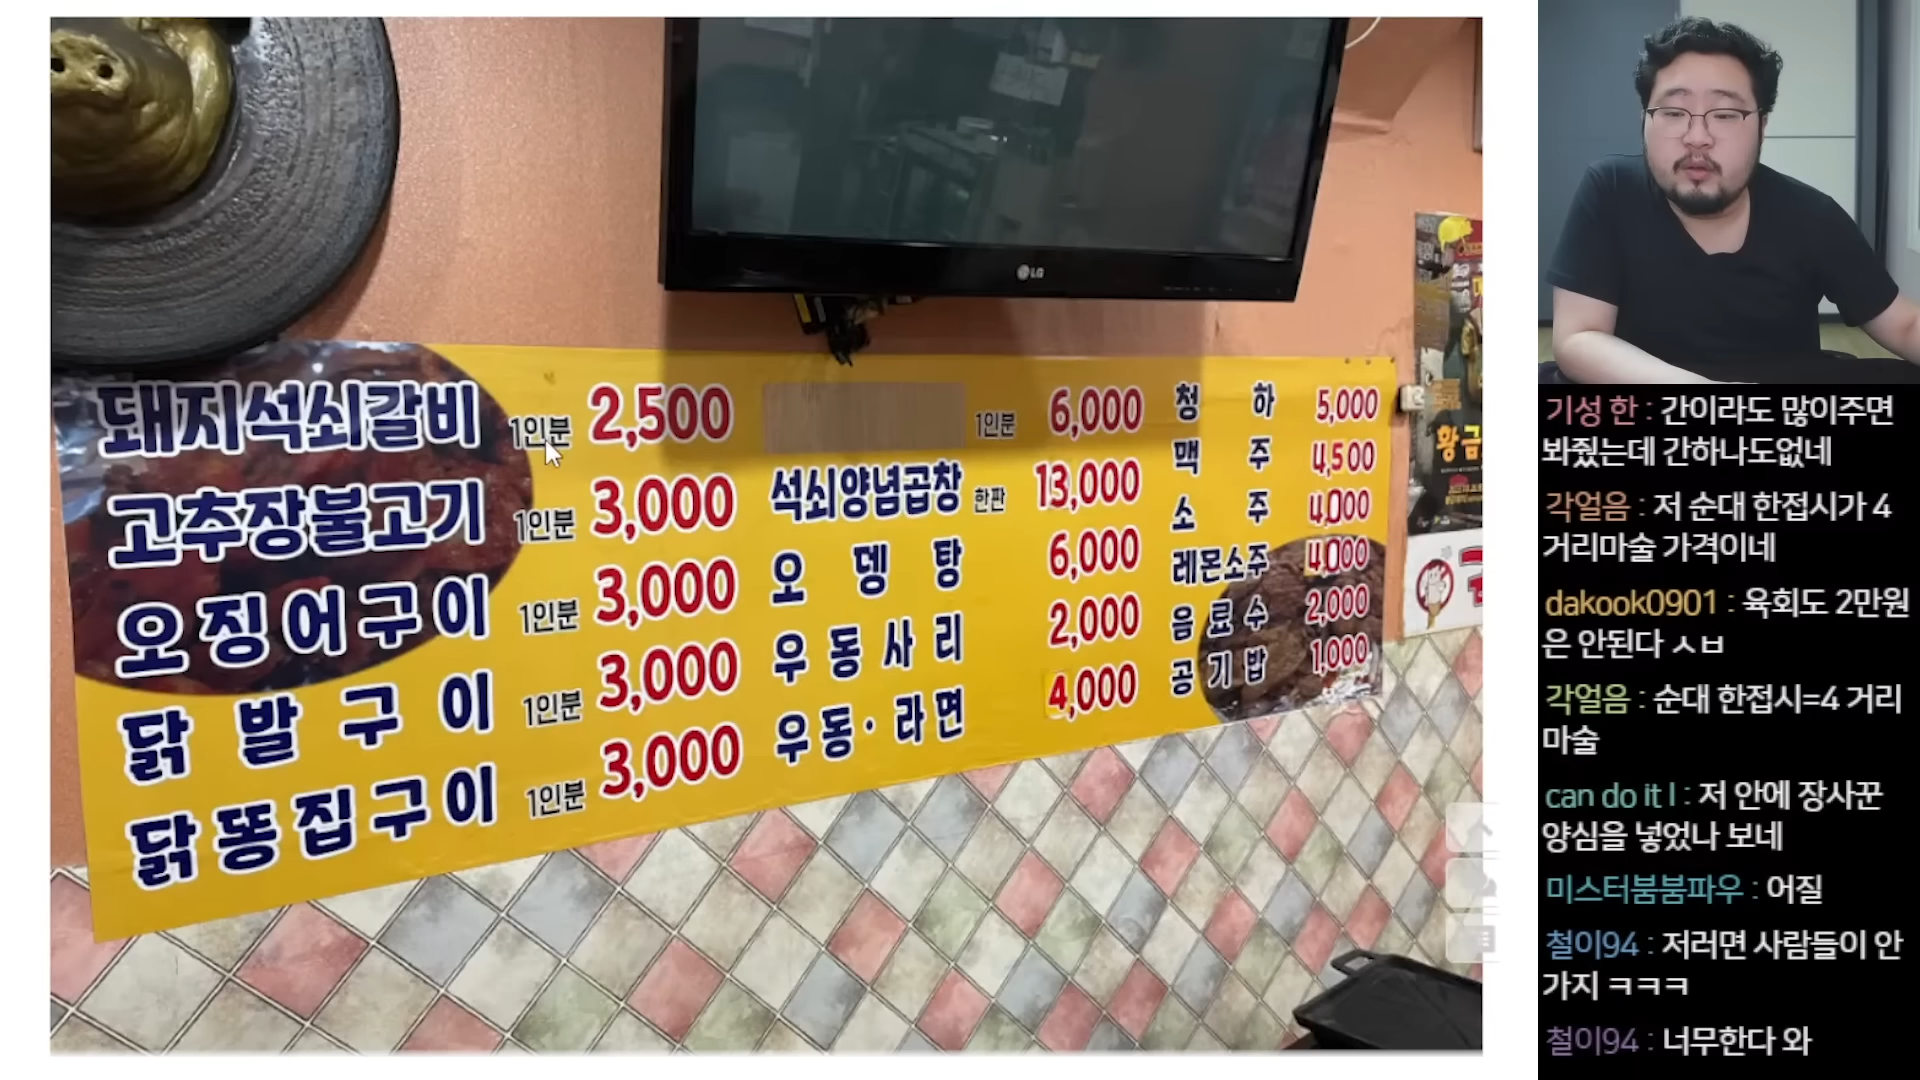 LG
돼지석쇠갈비 1인분 2,500
고추장불고기 1인분 3,000
오징어구이 1인분 3,000
닭발구이 1인분 3,000
닭똥집구이 1인분 3,000
1인분 6,000
석쇠양념곱창 한판 13,000
오뎅탕 6,000
우동사리 2,000
우동·라면 4,000
청하 5,000
맥주 4,500
소주 4,000
레몬소주 4,000
음료수 2,000
공기밥 1,000
황금
기성 한 : 간이라도 많이주면
봐줬는데 간하나도없네
각얼음 : 저 순대 한접시가 4
거리마술 가격이네
dakook0901 : 육회도 2만원
은 안된다 ㅅㅂ
각얼음 : 순대 한접시=4 거리
마술
can do it l : 저 안에 장사꾼
양심을 넣었나 보네
미스터붐붐파우 : 어질
철이94 : 저러면 사람들이 안
가지 ㅋㅋㅋ
철이94 : 너무한다 와